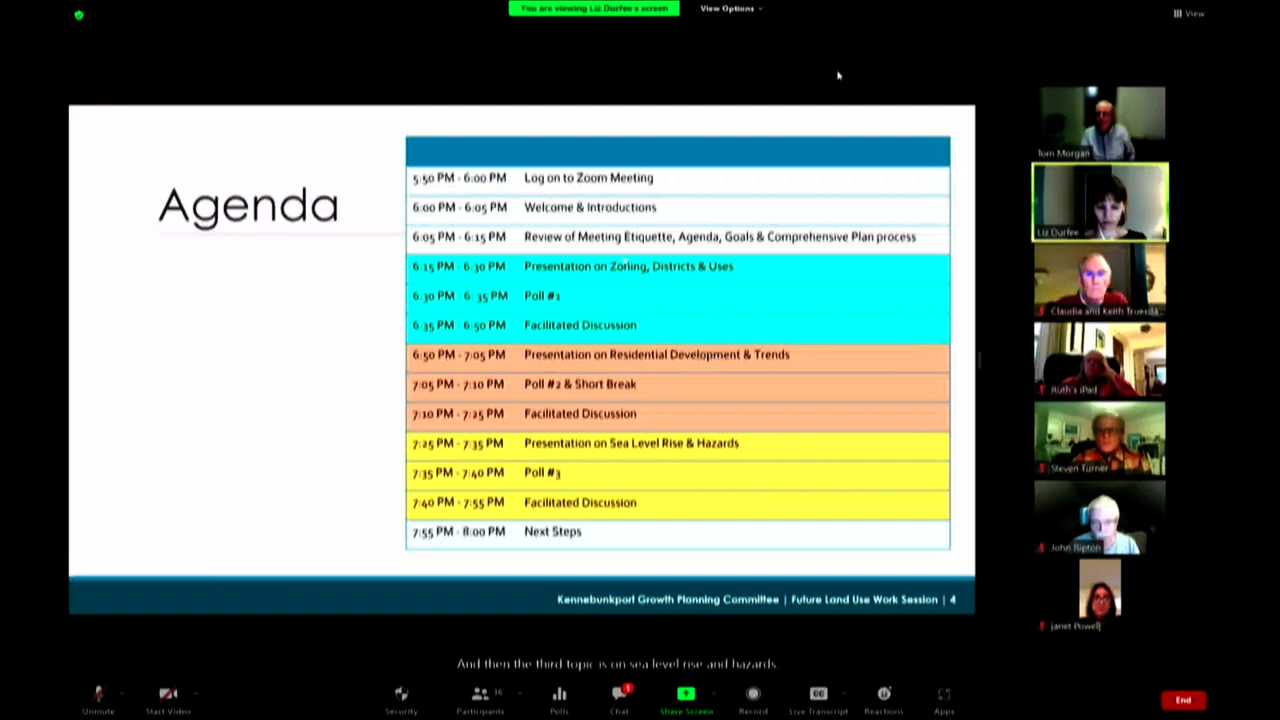 You are viewing Liz Durfee's screen
View Options
View
Agenda
5:50 PM - 6:00 PM Log on to Zoom Meeting
6:00 PM - 6:05 PM Welcome & Introductions
6:05 PM - 6:15 PM Review of Meeting Etiquette, Agenda, Goals & Comprehensive Plan process
6:15 PM - 6:30 PM Presentation on Zoning, Districts & Uses
6:30 PM - 6: 35 PM Poll #1
6:35 PM - 6:50 PM Facilitated Discussion
6:50 PM - 7:05 PM Presentation on Residential Development & Trends
7:05 PM - 7:10 PM Poll #2 & Short Break
7:10 PM - 7:25 PM Facilitated Discussion
7:25 PM - 7:35 PM Presentation on Sea Level Rise & Hazards
7:35 PM - 7:40 PM Poll #3
7:40 PM - 7:55 PM Facilitated Discussion
7:55 PM - 8:00 PM Next Steps
Kennebunkport Growth Planning Committee | Future Land Use Work Session | 4
Tom Morgan
Liz Durfee
Claudia and Keith Truesda...
Ruth's iPad
Steven Turner
John Ripton
Janet Powell
And then the third topic is on sea level rise and hazards.
Unmute
Start Video
Security
Participants 16
Polls
Chat 1
Share Screen
Record
Live Transcript
Reactions
Apps
End